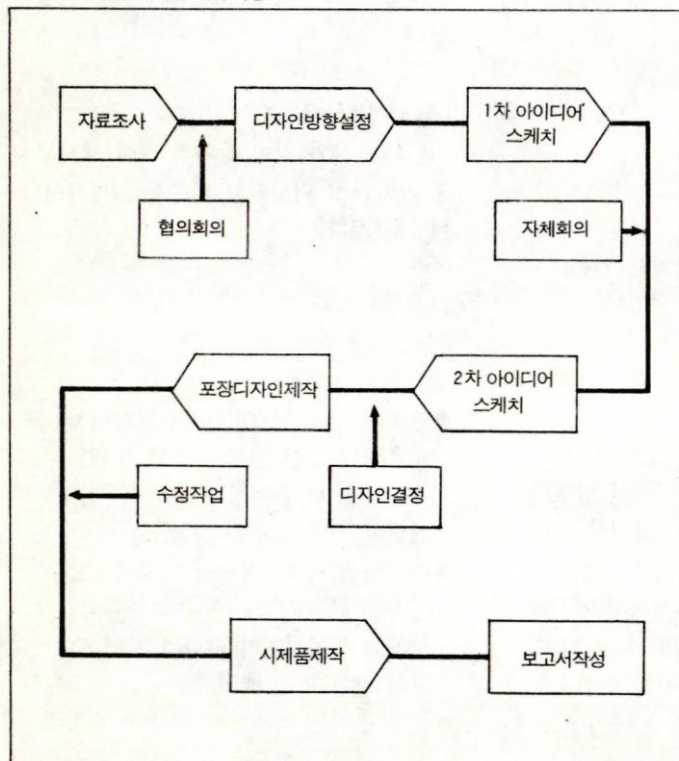 자료조사
디자인방향설정
1차 아이디어
스케치
협의회의
자체회의
포장디자인제작
2차 아이디어
스케치
수정작업
디자인결정
시제품제작
보고서작성